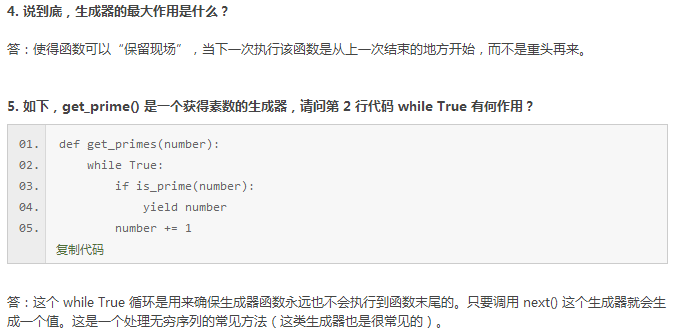 4. 说到底，生成器的最大作用是什么？
答：使得函数可以“保留现场”，当下一次执行该函数是从上一次结束的地方开始，而不是重头再来。
5. 如下，get_prime() 是一个获得素数的生成器，请问第 2 行代码 while True 有何作用？
01. def get_primes(number):
02.     while True:
03.         if is_prime(number):
04.             yield number
05.         number += 1
复制代码
答：这个 while True 循环是用来确保生成器函数永远也不会执行到函数末尾的。只要调用 next() 这个生成器就会生
成一个值。这是一个处理无穷序列的常见方法（这类生成器也是很常见的）。